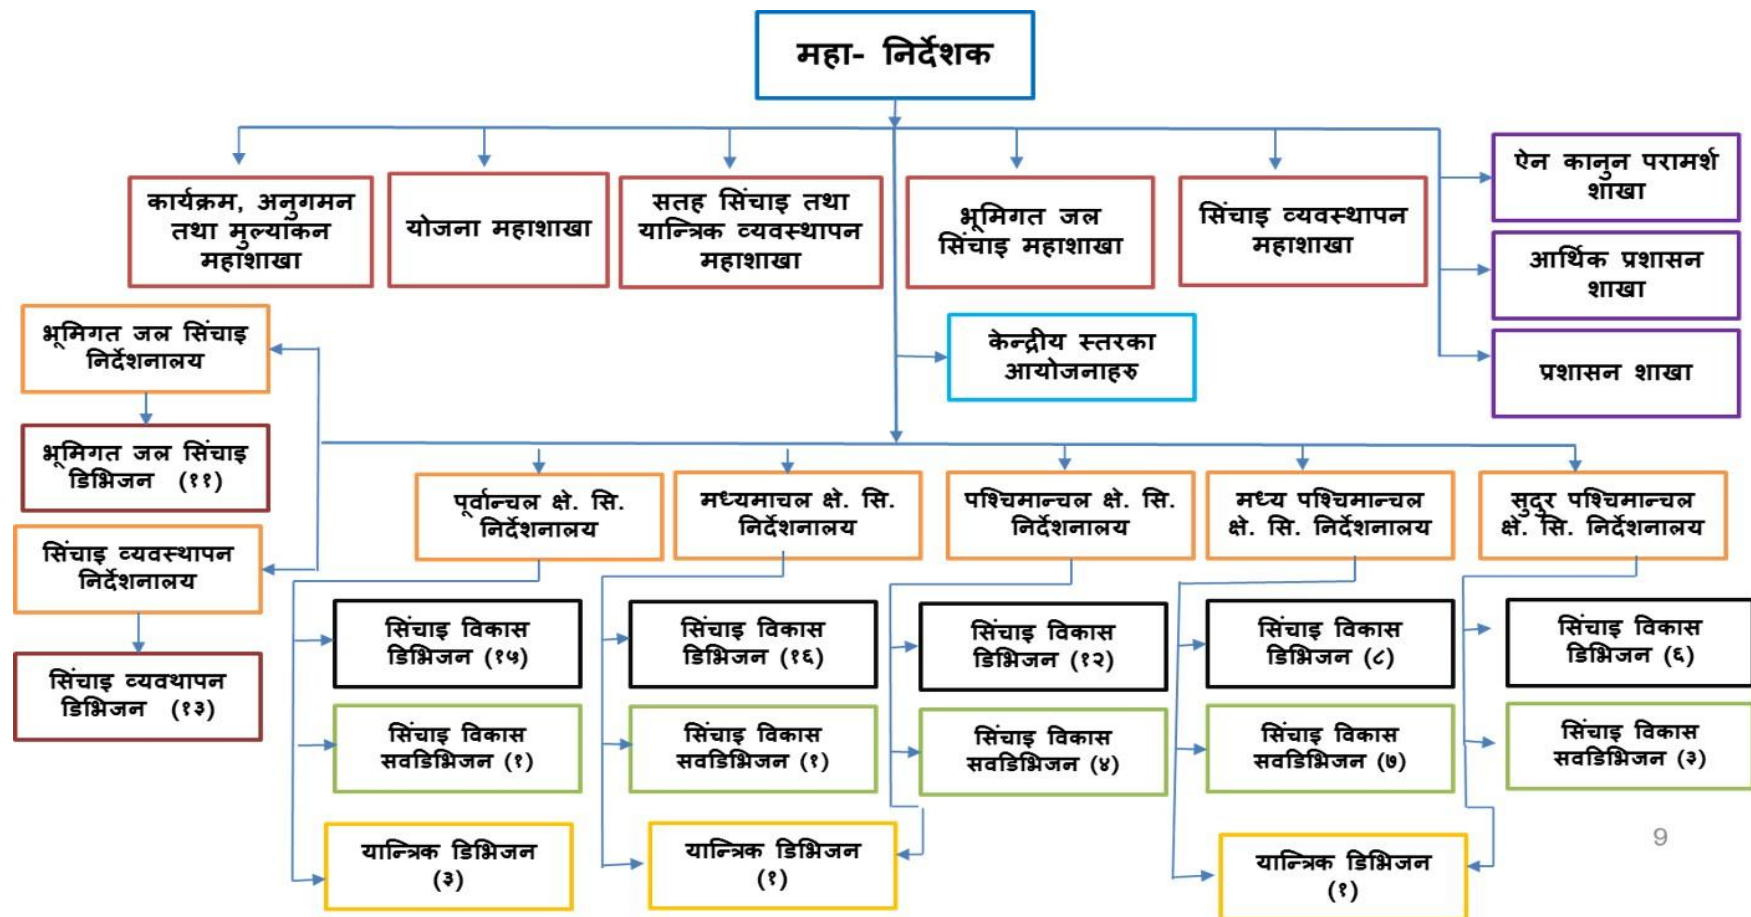 महा- निर्देशक
कार्यक्रम, अनुगमन
तथा मुल्यांकन
महाशाखा
योजना महाशाखा
सतह सिंचाइ तथा
यान्त्रिक व्यवस्थापन
महाशाखा
भूमिगत जल
सिंचाइ महाशाखा
सिंचाइ व्यवस्थापन
महाशाखा
ऐन कानुन परामर्श
शाखा
आर्थिक प्रशासन
शाखा
प्रशासन शाखा
केन्द्रीय स्तरका
आयोजनाहरु
भूमिगत जल सिंचाइ
निर्देशनालय
भूमिगत जल सिंचाइ
डिभिजन (११)
सिंचाइ व्यवस्थापन
निर्देशनालय
सिंचाइ व्यवथापन
डिभिजन (१३)
पूर्वान्चल क्षे. सि.
निर्देशनालय
मध्यमाचल क्षे. सि.
निर्देशनालय
पश्चिमान्चल क्षे. सि.
निर्देशनालय
मध्य पश्चिमान्चल
क्षे. सि. निर्देशनालय
सुदुर पश्चिमान्चल
क्षे. सि. निर्देशनालय
सिंचाइ विकास
डिभिजन (१५)
सिंचाइ विकास
डिभिजन (१६)
सिंचाइ विकास
डिभिजन (१२)
सिंचाइ विकास
डिभिजन (८)
सिंचाइ विकास
डिभिजन (६)
सिंचाइ विकास
सवडिभिजन (१)
सिंचाइ विकास
सवडिभिजन (१)
सिंचाइ विकास
सवडिभिजन (४)
सिंचाइ विकास
सवडिभिजन (७)
सिंचाइ विकास
सवडिभिजन (३)
यान्त्रिक डिभिजन
(३)
यान्त्रिक डिभिजन
(१)
यान्त्रिक डिभिजन
(१)
9